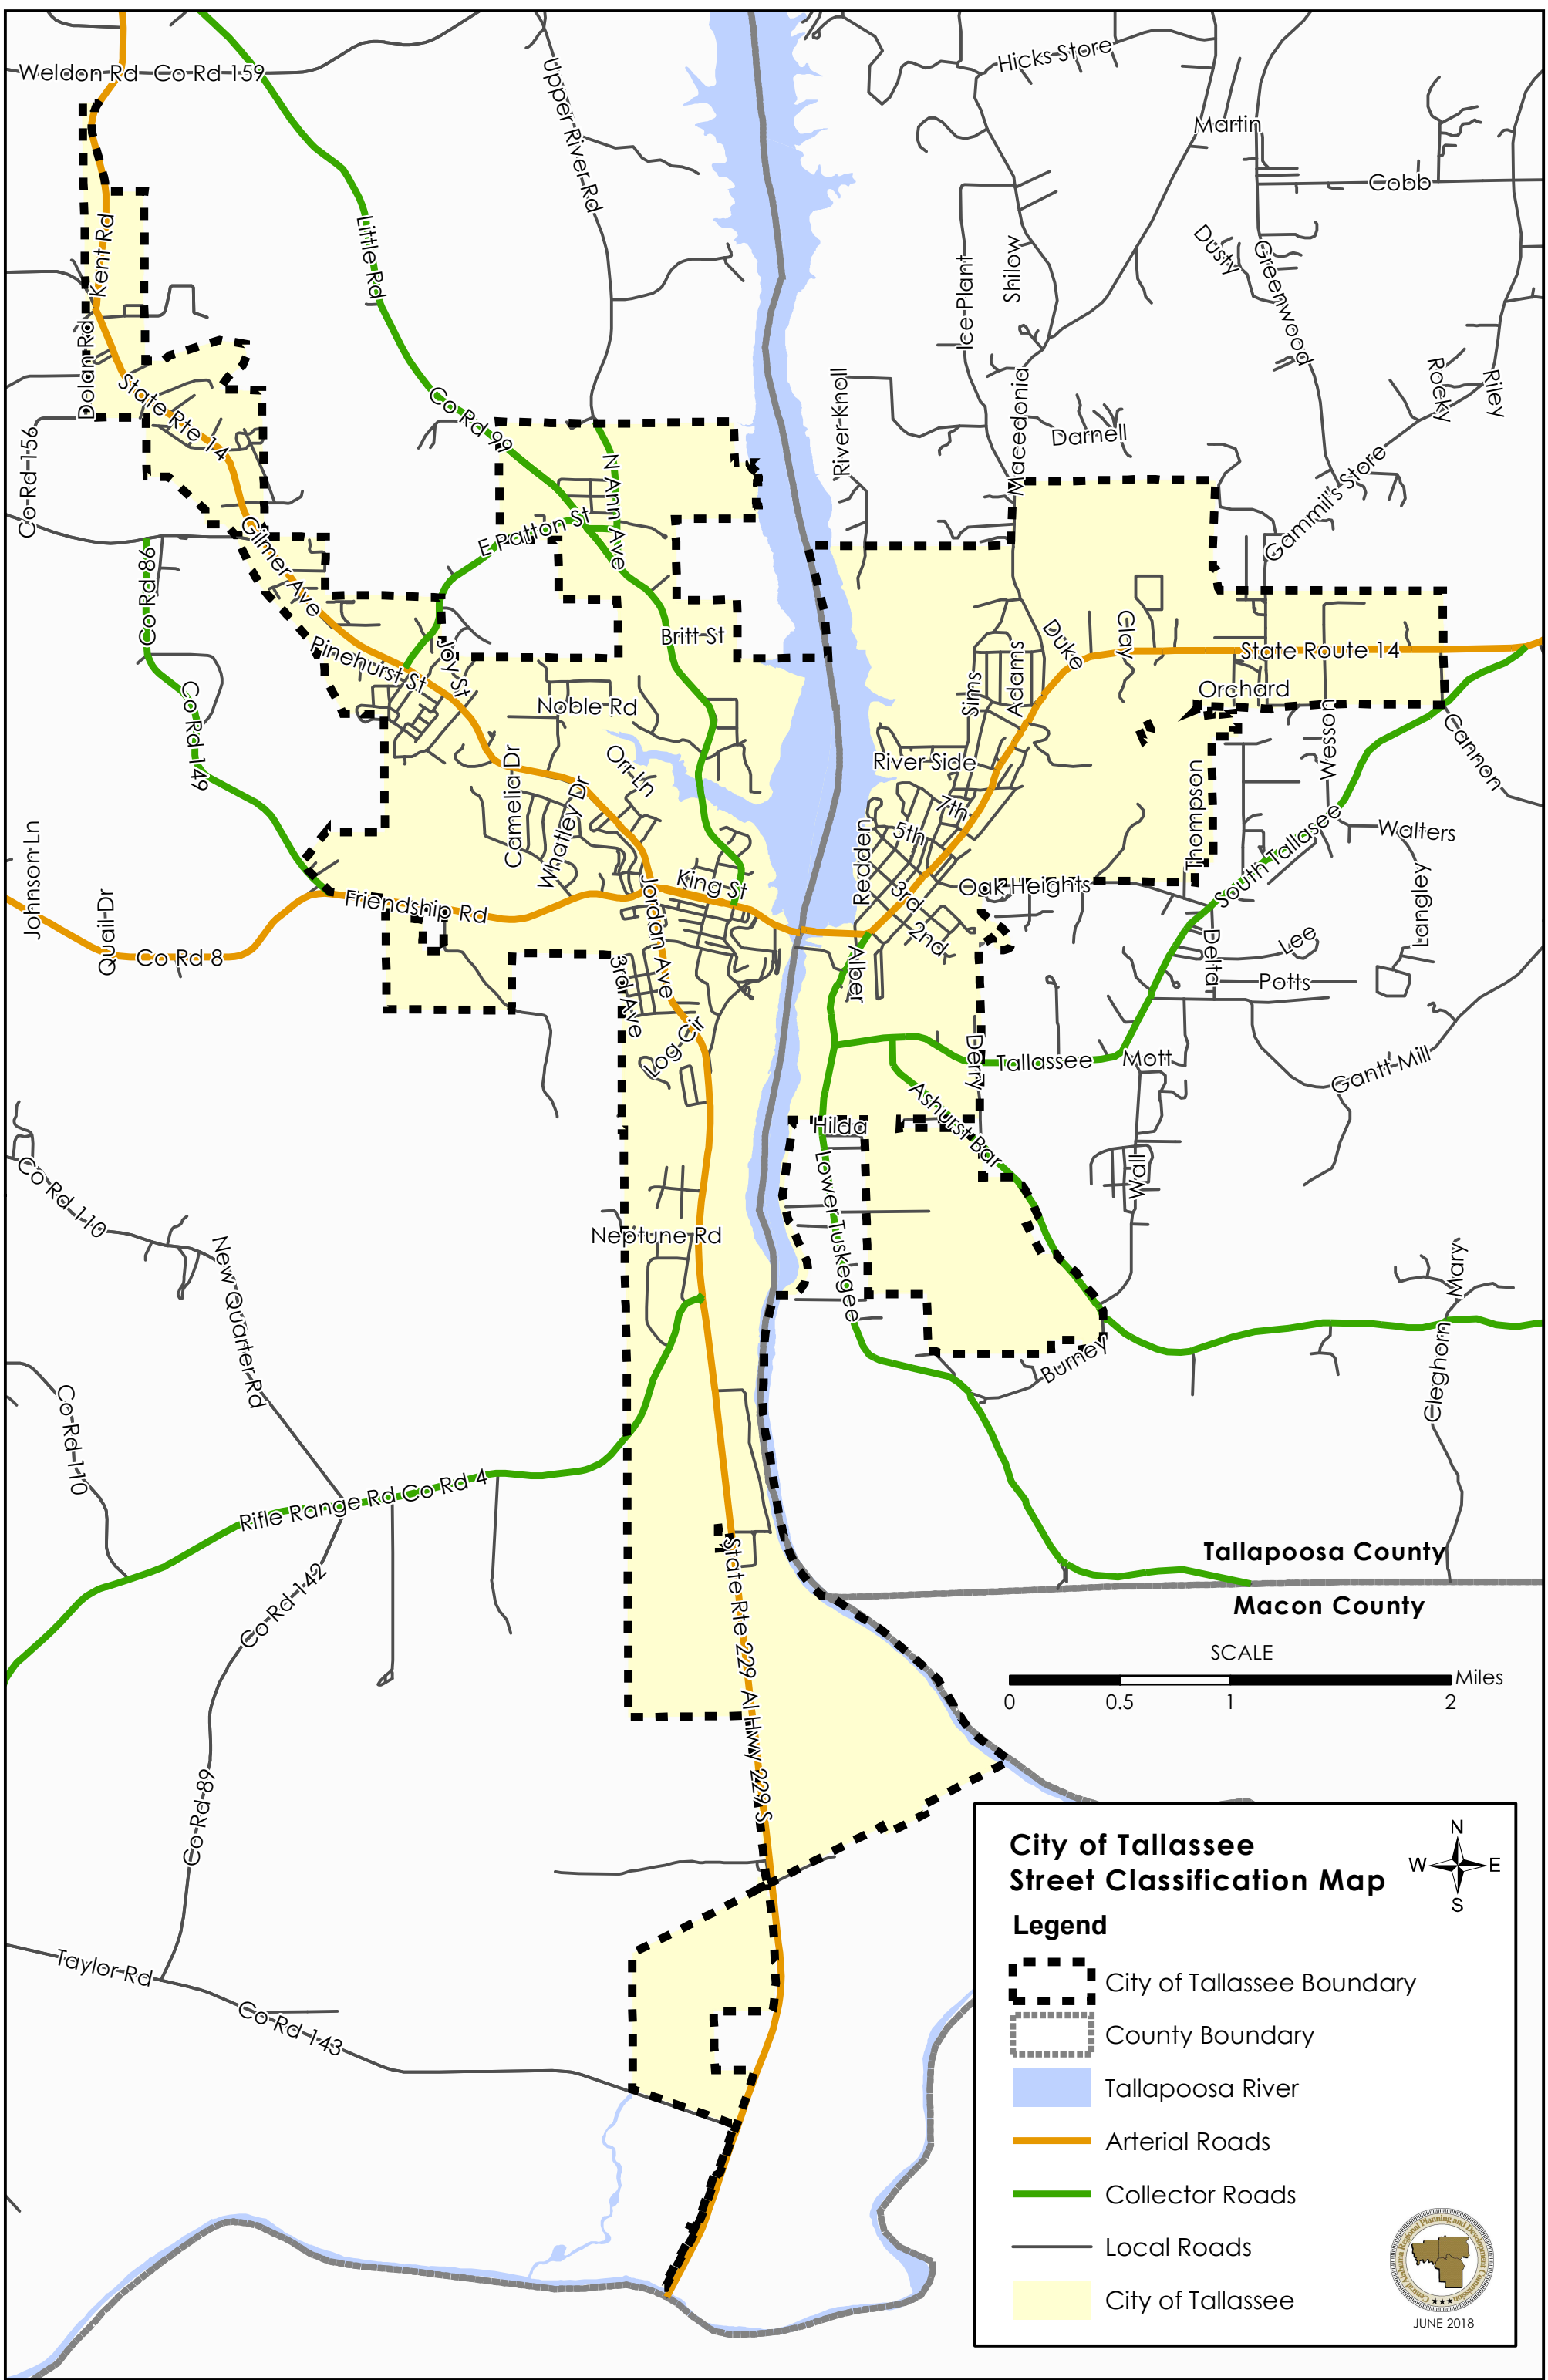 Hicks Store
Weldon Rd
Co Rd 159
Upper River Rd
Martin
Cobb
Kent Rd
Little Rd
Ice Plant
Shilow
Dusty
Greenwood
Dolan Rd
State Rte 14
Co Rd 99
River Knoll
Macedonia
Darnell
Rocky
Riley
Co Rd 156
N Ann Ave
Gammill's Store
E Patton St
Gilmer Ave
Co Rd 86
Pinehurst St
Joy St
Britt St
Sims
Adams
Duke
Clay
State Route 14
Orchard
Co Rd 149
Noble Rd
Wesson
Cannon
Camelia Dr
Whatley Dr
Orr Ln
River Side
7th
5th
Thompson
Walters
South Tallasee
Johnson Ln
Quail Dr
Friendship Rd
Jordan Ave
King St
Redden
3rd
Oak Heights
2nd
Langley
Co Rd 8
3rd Ave
Alber
Delta
Lee
Potts
Log Cir
Derry
Tallassee
Mott
Gantt Mill
Ashurst Bar
Hilda
Co Rd 110
Lower Tuskegee
Wall
New Quarter Rd
Neptune Rd
Mary
Cleghorn
Burney
Co Rd 110
Rifle Range Rd Co Rd 4
Co Rd 142
State Rte 229 Al Hwy 229 S
Tallapoosa County
Macon County
SCALE
Miles
0 0.5 1 2
Co Rd 89
Taylor Rd
Co Rd 143
City of Tallassee
Street Classification Map
N
W E
S
Legend
City of Tallassee Boundary
County Boundary
Tallapoosa River
Arterial Roads
Collector Roads
Local Roads
City of Tallassee
Central Alabama Regional Planning and Development Commission
JUNE 2018